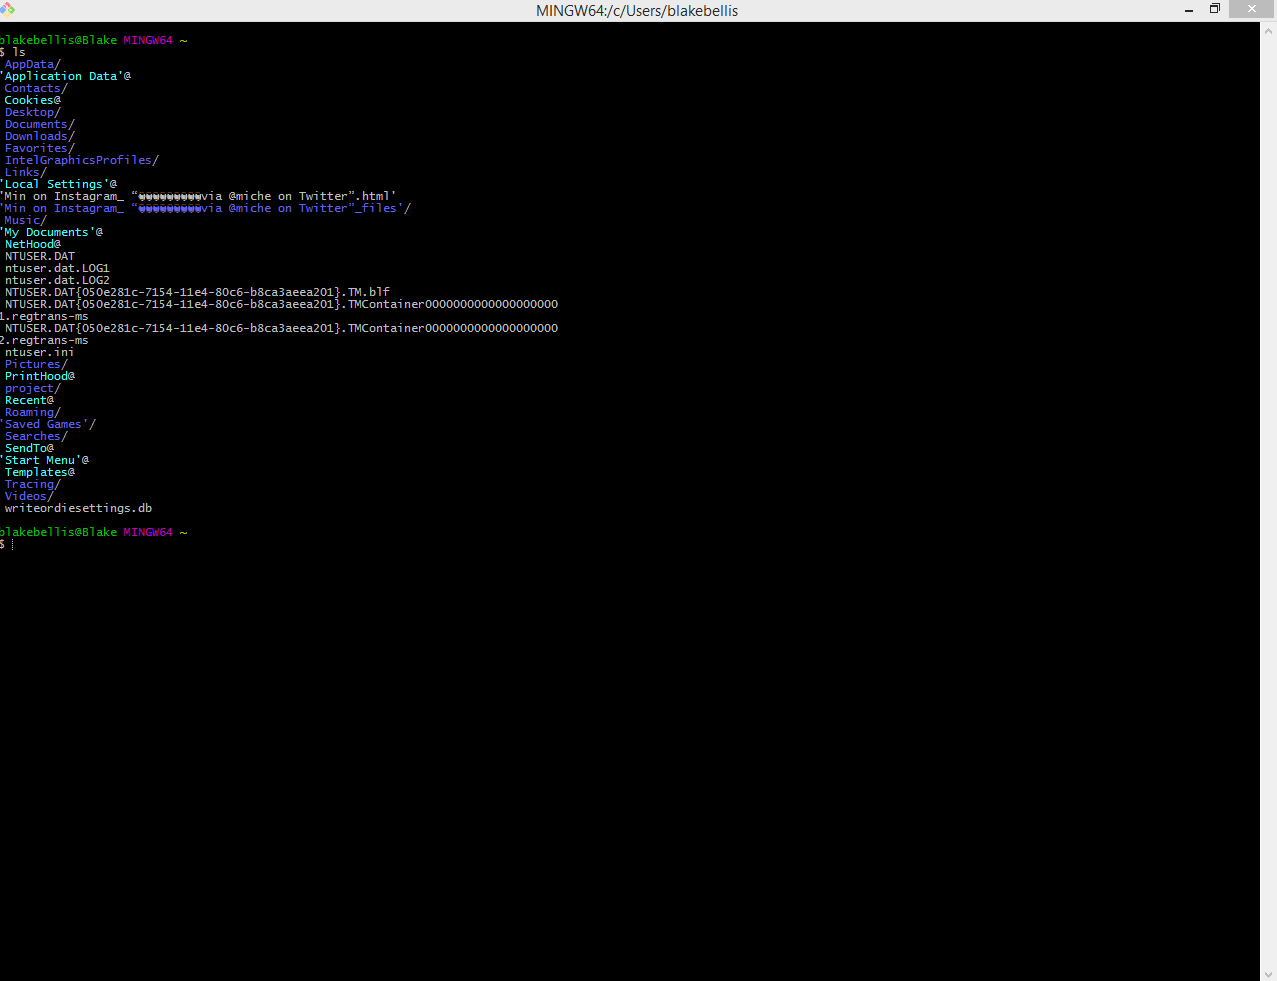 MINGW64:/c/Users/blakebellis
blakebellis@Blake MINGW64 ~
$ ls
AppData/
'Application Data'@
Contacts/
Cookies@
Desktop/
Documents/
Downloads/
Favorites/
IntelGraphicsProfiles/
Links/
'Local Settings'@
'Min on Instagram_ “via @miche on Twitter”.html'
'Min on Instagram_ “via @miche on Twitter”_files'/
Music/
'My Documents'@
NetHood@
NTUSER.DAT
ntuser.dat.LOG1
ntuser.dat.LOG2
NTUSER.DAT{050e281c-7154-11e4-80c6-b8ca3aeea201}.TM.blf
NTUSER.DAT{050e281c-7154-11e4-80c6-b8ca3aeea201}.TMContainer0000000000000000000
1.regtrans-ms
NTUSER.DAT{050e281c-7154-11e4-80c6-b8ca3aeea201}.TMContainer0000000000000000000
2.regtrans-ms
ntuser.ini
Pictures/
PrintHood@
project/
Recent@
Roaming/
'Saved Games'/
Searches/
SendTo@
'Start Menu'@
Templates@
Tracing/
Videos/
writeordiesettings.db
blakebellis@Blake MINGW64 ~
$